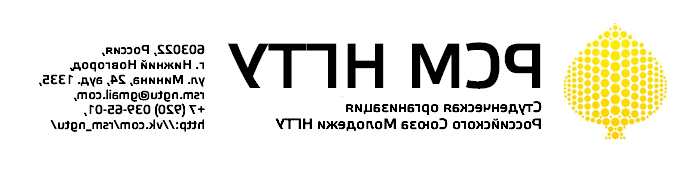 РСМ НГТУ
Студенческая организация
Российского Союза Молодежи НГТУ
603022, Россия,
г. Нижний Новгород,
ул. Минина, 24, ауд. 1335.
rsm.ngtu@gmail.com,
+7 (920) 039-65-01,
http://vk.com/rsm_ngtu/